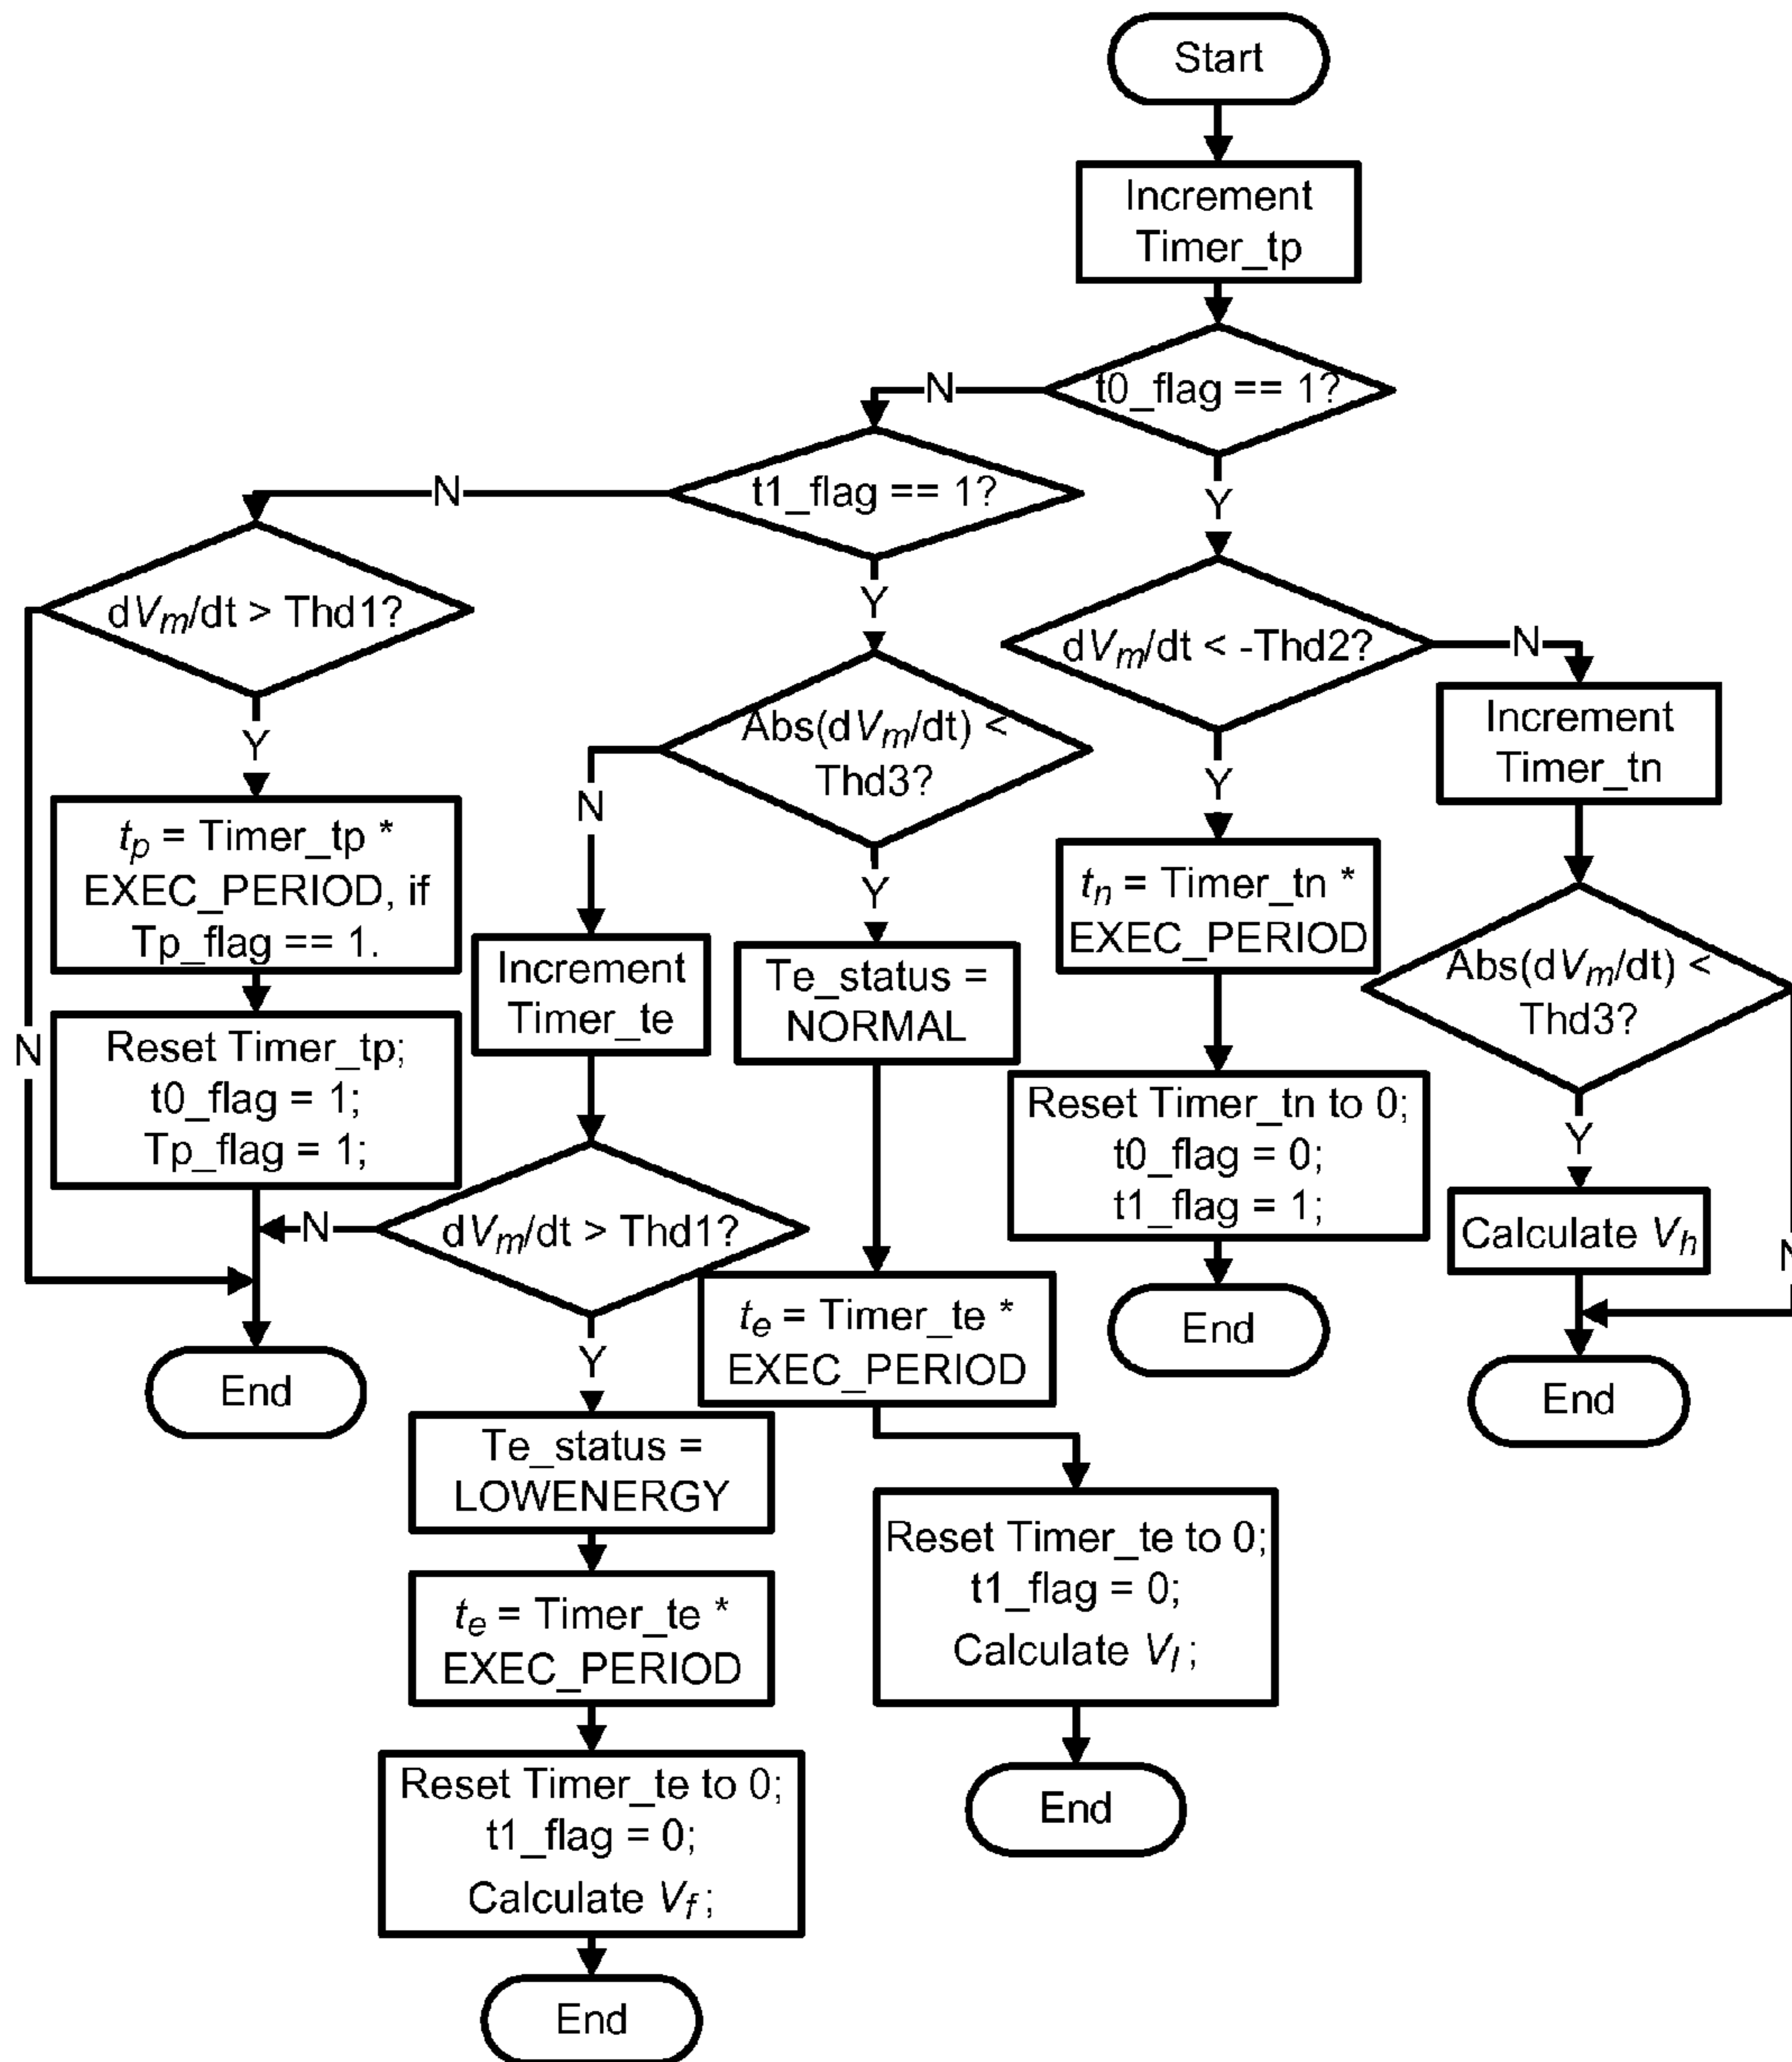 Start
Increment
Timer_tp
t0_flag == 1?
N
Y
t1_flag == 1?
N
Y
dVm/dt > Thd1?
N
Y
tp = Timer_tp *
EXEC_PERIOD, if
Tp_flag == 1.
Reset Timer_tp;
t0_flag = 1;
Tp_flag = 1;
End
Abs(dVm/dt) <
Thd3?
N
Y
Increment
Timer_te
dVm/dt > Thd1?
N
Y
Te_status =
LOWENERGY
te = Timer_te *
EXEC_PERIOD
Reset Timer_te to 0;
t1_flag = 0;
Calculate Vf;
End
Te_status =
NORMAL
te = Timer_te *
EXEC_PERIOD
Reset Timer_te to 0;
t1_flag = 0;
Calculate Vl;
End
dVm/dt < -Thd2?
N
Y
tn = Timer_tn *
EXEC_PERIOD
Reset Timer_tn to 0;
t0_flag = 0;
t1_flag = 1;
End
Increment
Timer_tn
Abs(dVm/dt) <
Thd3?
Y
N
Calculate Vh
End